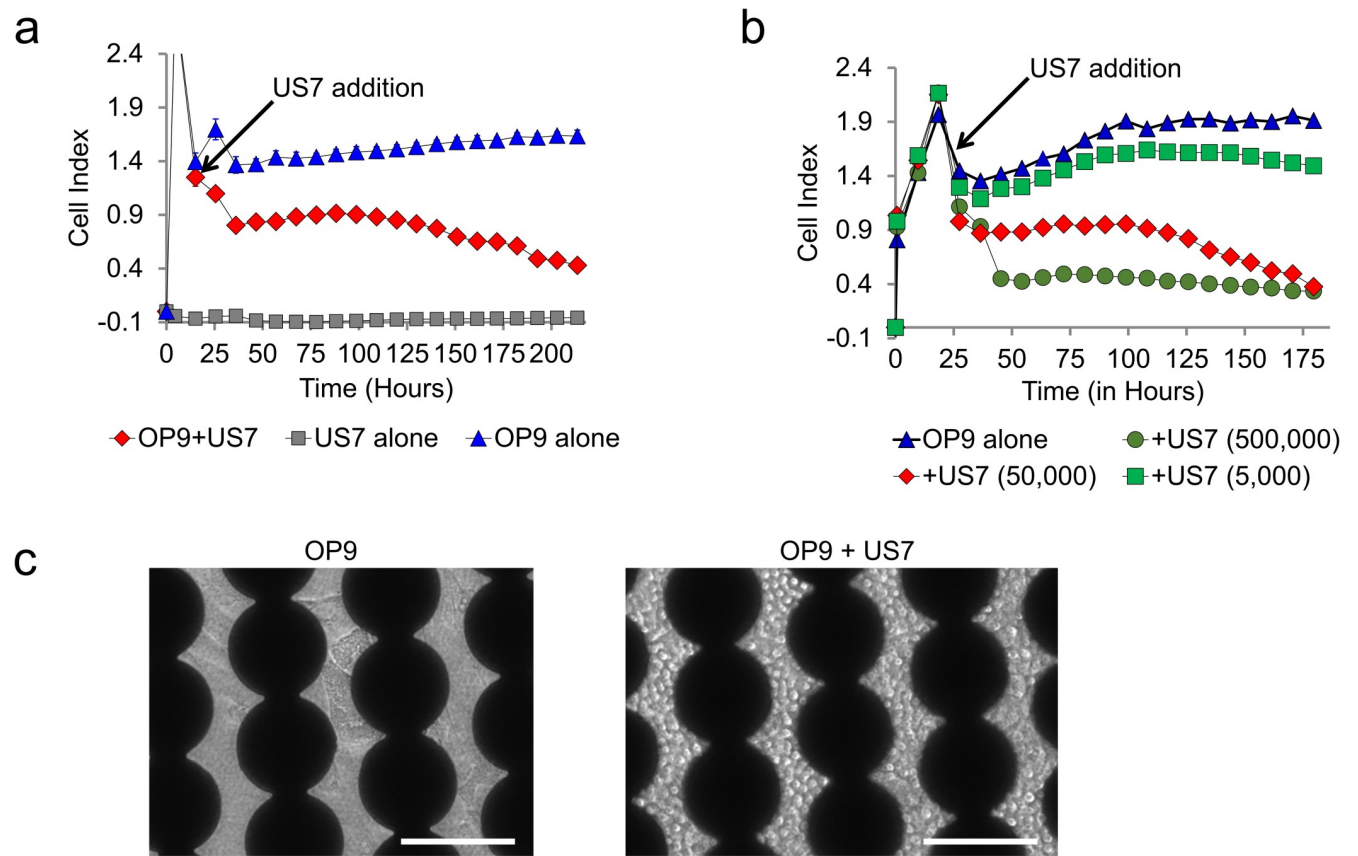 a
2.4
1.9
1.4
0.9
0.4
-0.1
Cell Index
US7 addition
0 25 50 75 100 125 150 175 200
Time (Hours)
OP9+US7 US7 alone OP9 alone
b
2.4
1.9
1.4
0.9
0.4
-0.1
Cell Index
US7 addition
0 25 50 75 100 125 150 175
Time (in Hours)
OP9 alone +US7 (500,000)
+US7 (50,000) +US7 (5,000)
c
OP9
OP9 + US7